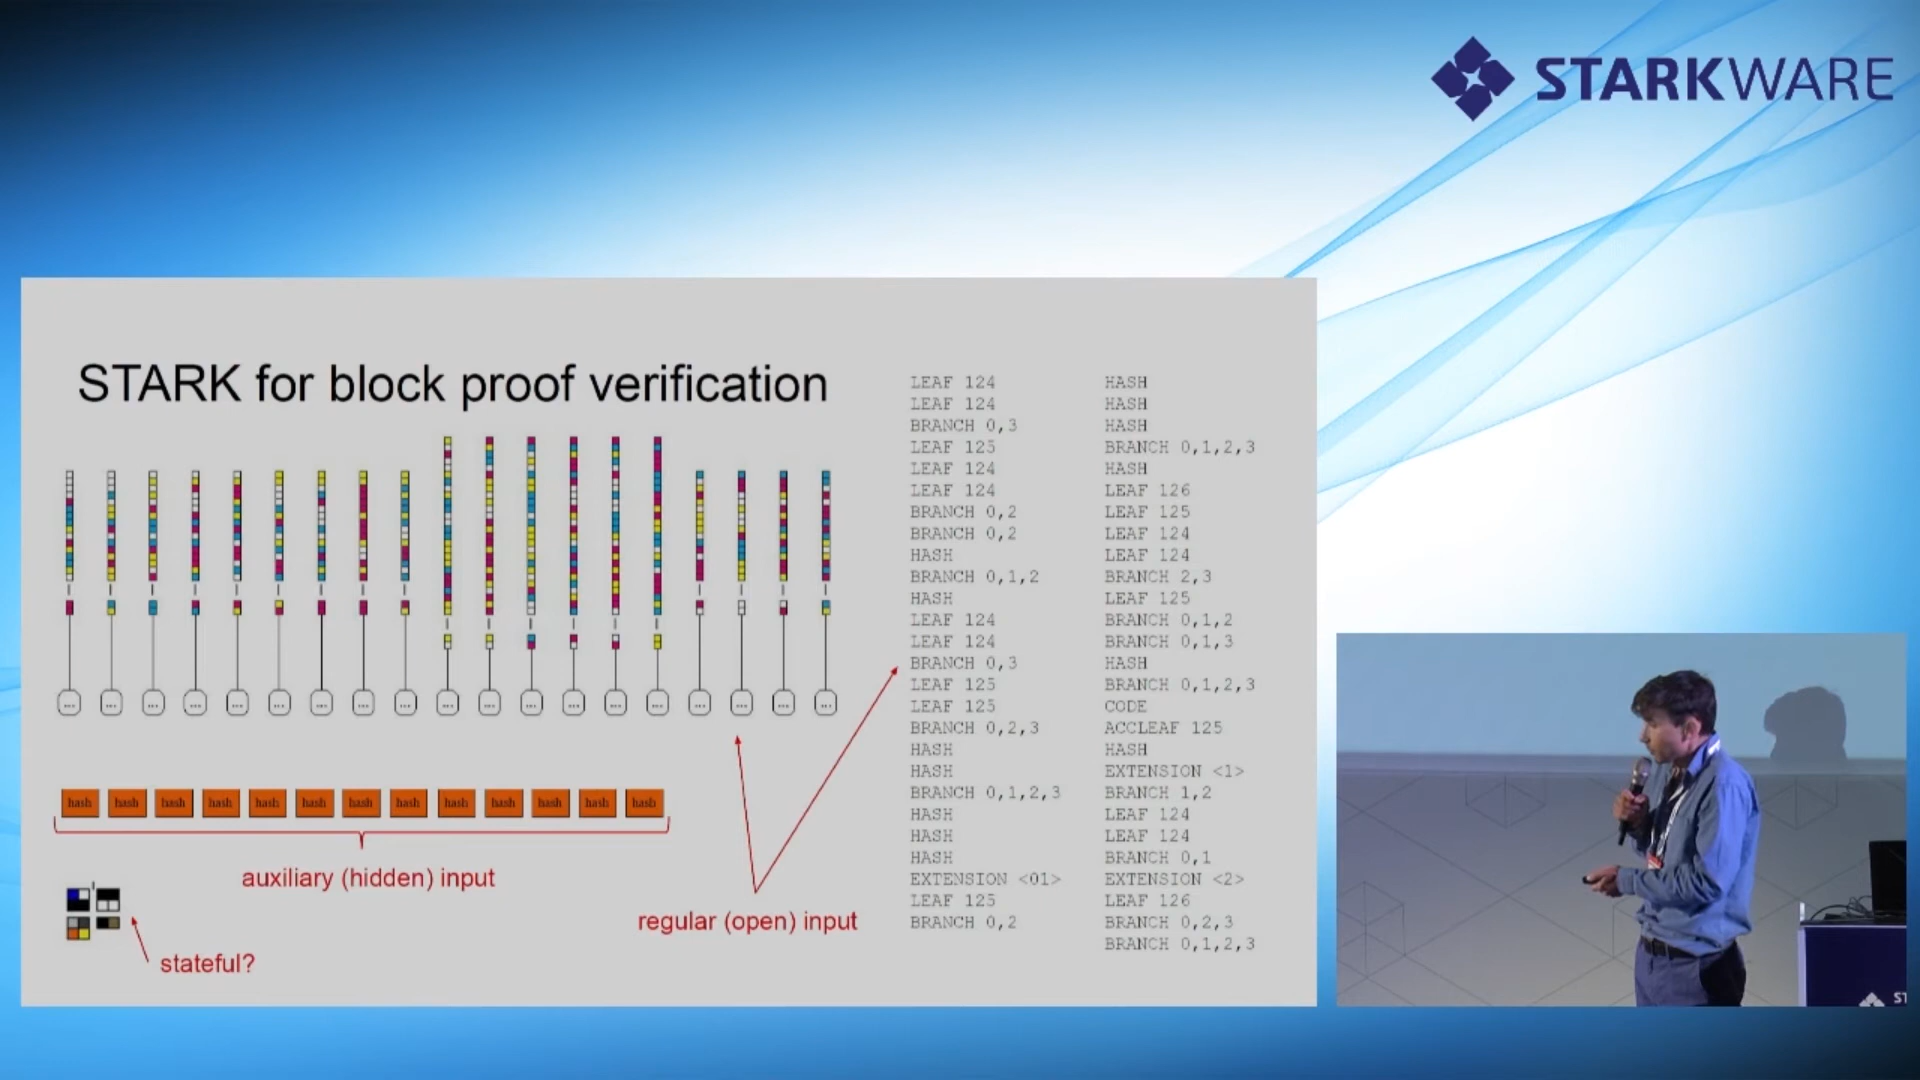 STARKWARE
STARK for block proof verification
LEAF 124
LEAF 124
BRANCH 0,3
LEAF 125
LEAF 124
LEAF 124
BRANCH 0,2
BRANCH 0,2
HASH
BRANCH 0,1,2
HASH
LEAF 124
LEAF 124
BRANCH 0,3
LEAF 125
LEAF 125
BRANCH 0,2,3
HASH
HASH
BRANCH 0,1,2,3
HASH
HASH
HASH
EXTENSION <01>
LEAF 125
BRANCH 0,2
HASH
HASH
HASH
BRANCH 0,1,2,3
HASH
LEAF 126
LEAF 125
LEAF 124
LEAF 124
BRANCH 2,3
LEAF 125
BRANCH 0,1,2
BRANCH 0,1,3
HASH
BRANCH 0,1,2,3
CODE
ACCLEAF 125
HASH
EXTENSION <1>
BRANCH 1,2
LEAF 124
LEAF 124
BRANCH 0,1
EXTENSION <2>
LEAF 126
BRANCH 0,2,3
BRANCH 0,1,2,3
... ... ... ... ... ... ... ... ... ... ... ... ... ... ... ... ... ... ...
hash hash hash hash hash hash hash hash hash hash hash hash hash
auxiliary (hidden) input
regular (open) input
stateful?
ST